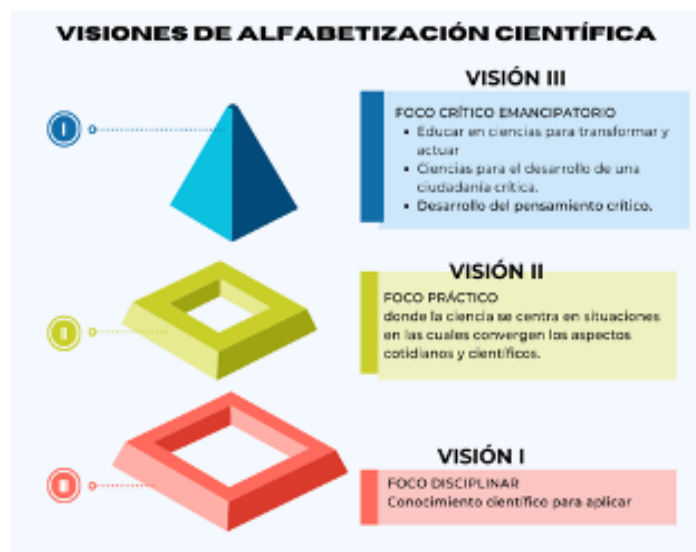 VISIONES DE ALFABETIZACIÓN CIENTÍFICA
VISIÓN III
I
FOCO CRÍTICO EMANCIPATORIO
• Educar en ciencias para transformar y
actuar
• Ciencias para el desarrollo de una
ciudadanía crítica.
• Desarrollo del pensamiento crítico.
VISIÓN II
II
FOCO PRÁCTICO
donde la ciencia se centra en situaciones
en las cuales convergen los aspectos
cotidianos y científicos.
VISIÓN I
FOCO DISCIPLINAR
Conocimiento científico para aplicar